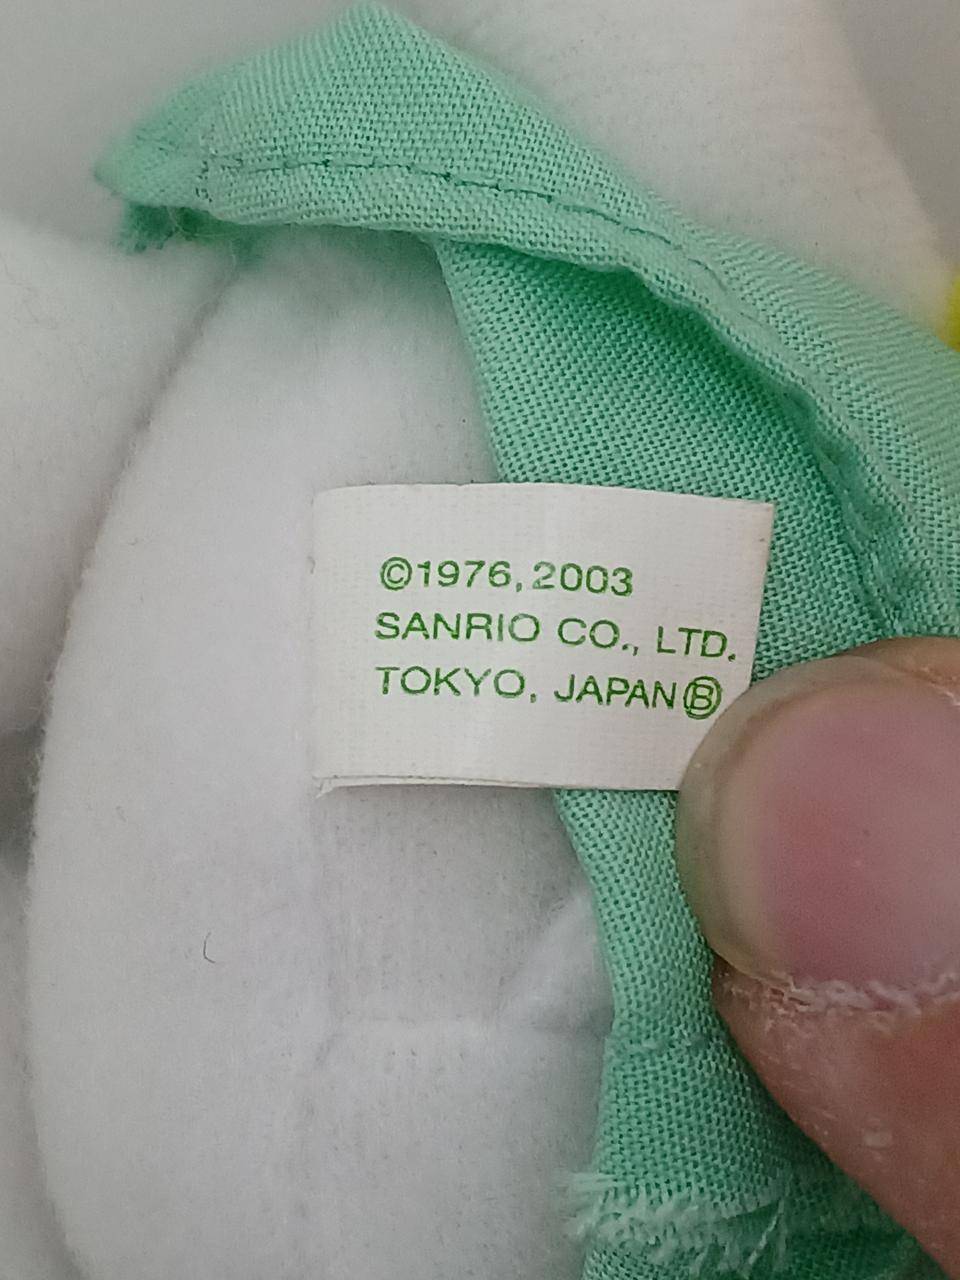 ©1976, 2003
SANRIO CO., LTD.
TOKYO, JAPAN Ⓑ